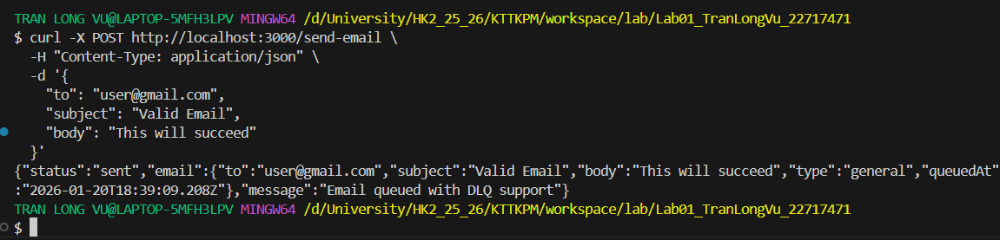 TRAN LONG VU@LAPTOP-5MFH3LPV MINGW64 /d/University/HK2_25_26/KTTKPM/workspace/lab/Lab01_TranLongVu_22717471
$ curl -X POST http://localhost:3000/send-email \
  -H "Content-Type: application/json" \
  -d '{
    "to": "user@gmail.com",
    "subject": "Valid Email",
    "body": "This will succeed"
  }'
{"status":"sent","email":{"to":"user@gmail.com","subject":"Valid Email","body":"This will succeed","type":"general","queuedAt"
:"2026-01-20T18:39:09.208Z"},"message":"Email queued with DLQ support"}
TRAN LONG VU@LAPTOP-5MFH3LPV MINGW64 /d/University/HK2_25_26/KTTKPM/workspace/lab/Lab01_TranLongVu_22717471
$